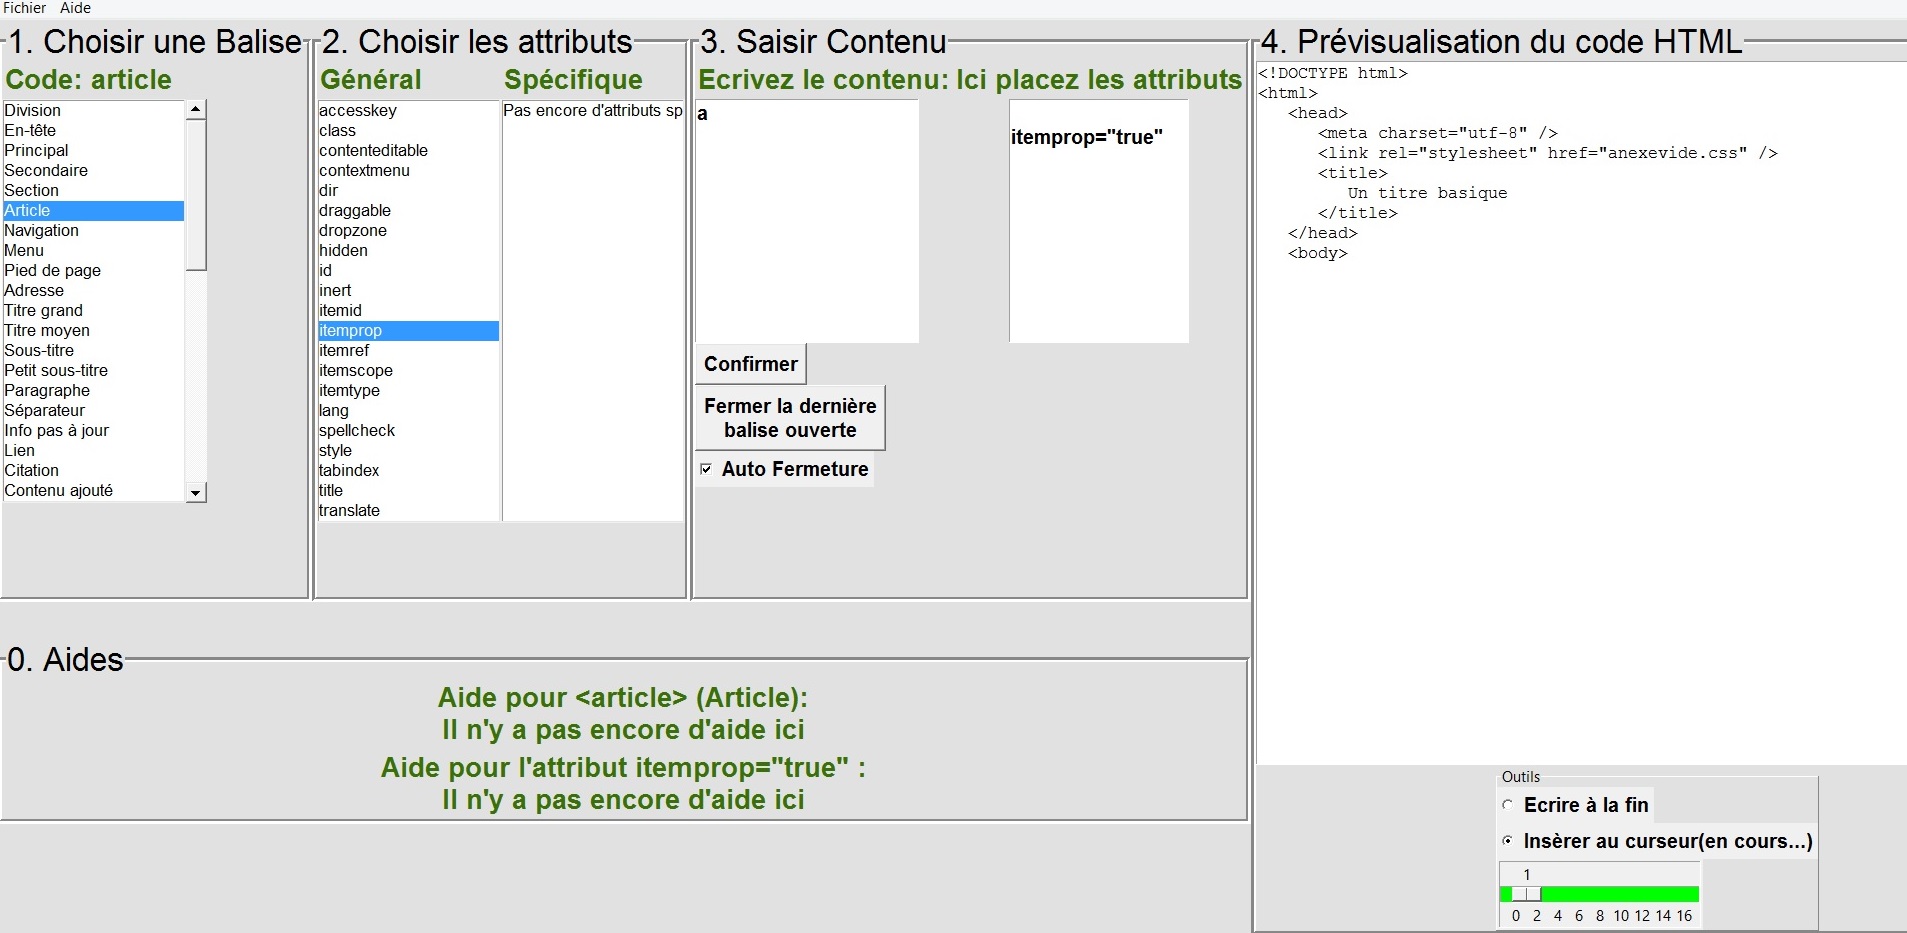 Fichier Aide
1. Choisir une Balise
Code: article
Division
En-tête
Principal
Secondaire
Section
Article
Navigation
Menu
Pied de page
Adresse
Titre grand
Titre moyen
Sous-titre
Petit sous-titre
Paragraphe
Séparateur
Info pas à jour
Lien
Citation
Contenu ajouté
2. Choisir les attributs
Général Spécifique
accesskey
class
contenteditable
contextmenu
dir
draggable
dropzone
hidden
id
inert
itemid
itemprop
itemref
itemscope
itemtype
lang
spellcheck
style
tabindex
title
translate
Pas encore d'attributs sp
3. Saisir Contenu
Ecrivez le contenu: Ici placez les attributs
a
itemprop="true"
Confirmer
Fermer la dernière
balise ouverte
Auto Fermeture
4. Prévisualisation du code HTML
<!DOCTYPE html>
<html>
<head>
<meta charset="utf-8" />
<link rel="stylesheet" href="anexevide.css" />
<title>
Un titre basique
</title>
</head>
<body>
0. Aides
Aide pour <article> (Article):
Il n'y a pas encore d'aide ici
Aide pour l'attribut itemprop="true" :
Il n'y a pas encore d'aide ici
Outils
Ecrire à la fin
Insèrer au curseur(en cours...)
1
0 2 4 6 8 10 12 14 16